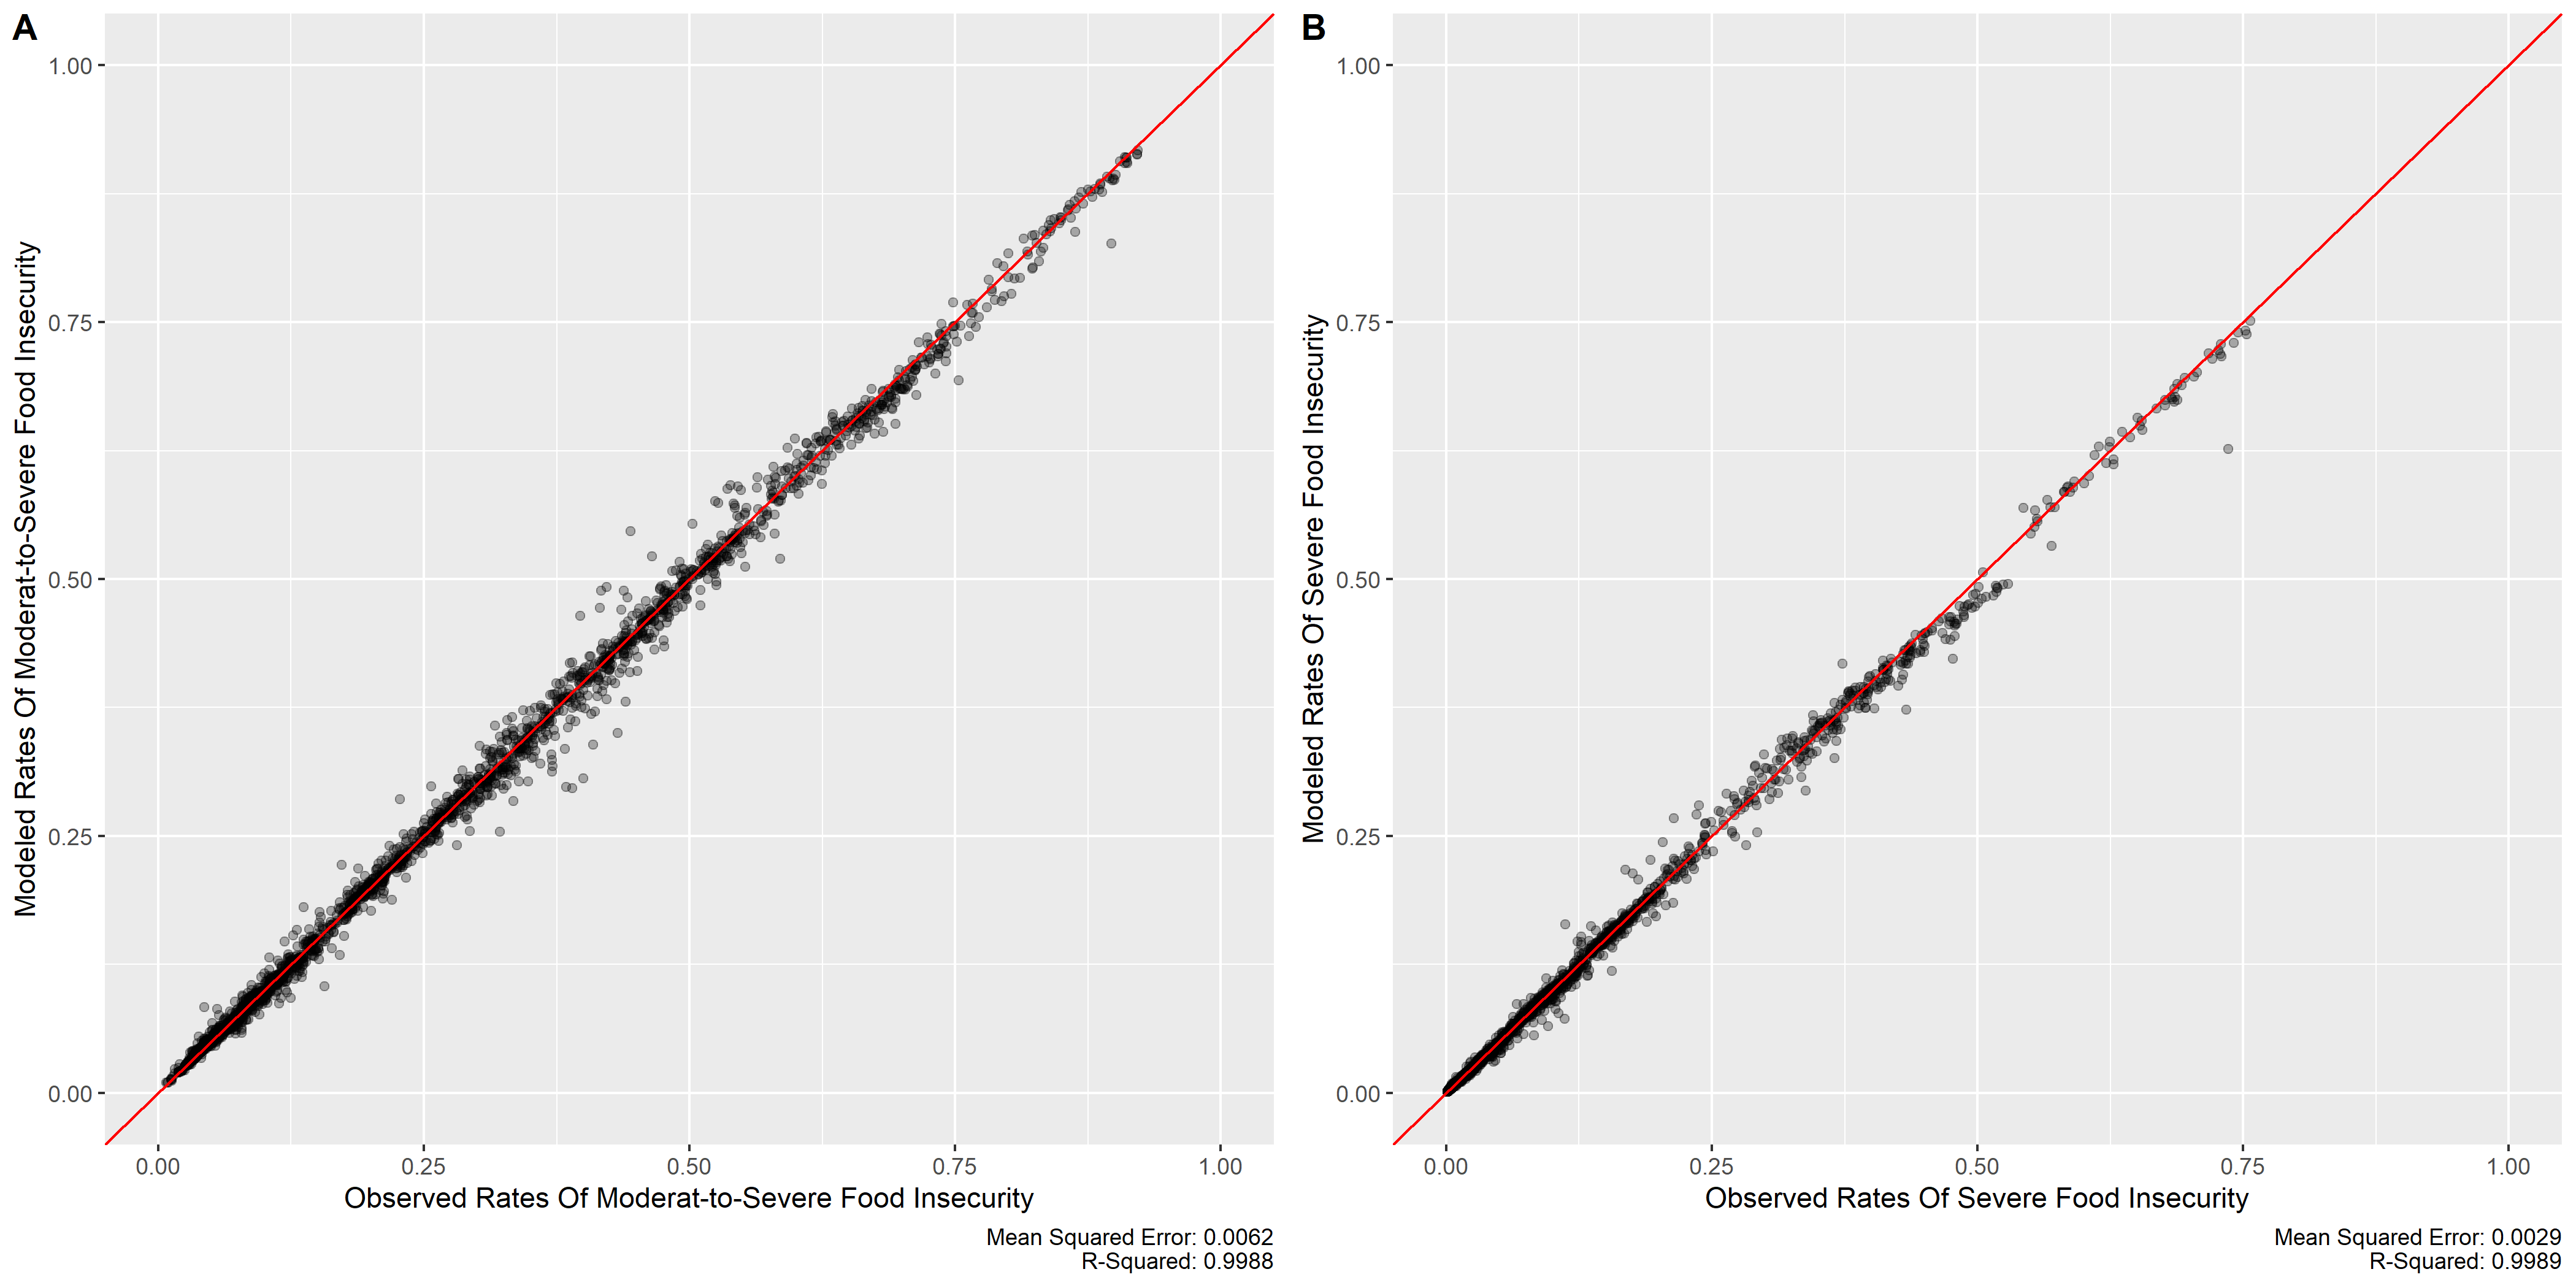 A
Modeled Rates Of Moderat-to-Severe Food Insecurity
1.00
0.75
0.50
0.25
0.00
0.00 0.25 0.50 0.75 1.00
Observed Rates Of Moderat-to-Severe Food Insecurity
Mean Squared Error: 0.0062
R-Squared: 0.9988
B
Modeled Rates Of Severe Food Insecurity
1.00
0.75
0.50
0.25
0.00
0.00 0.25 0.50 0.75 1.00
Observed Rates Of Severe Food Insecurity
Mean Squared Error: 0.0029
R-Squared: 0.9989